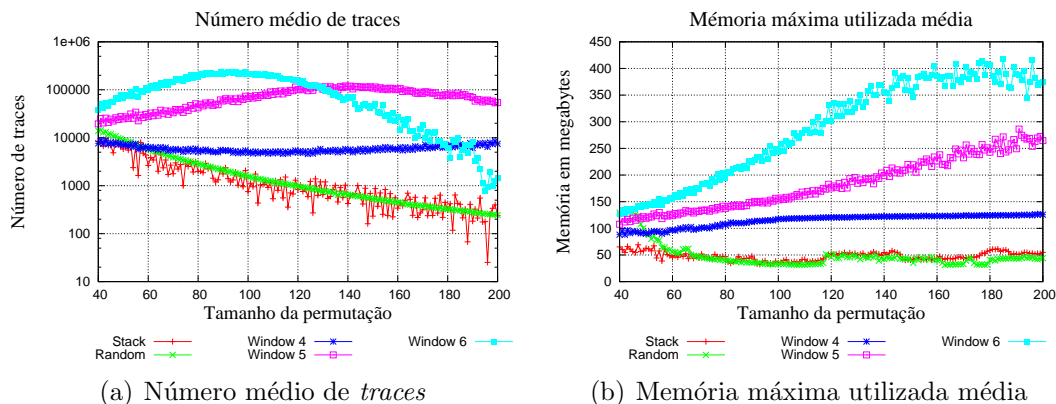 Número médio de traces
Número de traces
1e+06
100000
10000
1000
100
10
40 60 80 100 120 140 160 180 200
Tamanho da permutação
Stack Window 4 Window 6
Random Window 5
(a) Número médio de traces
Mémoria máxima utilizada média
Memória em megabytes
450
400
350
300
250
200
150
100
50
0
40 60 80 100 120 140 160 180 200
Tamanho da permutação
Stack Window 4 Window 6
Random Window 5
(b) Memória máxima utilizada média